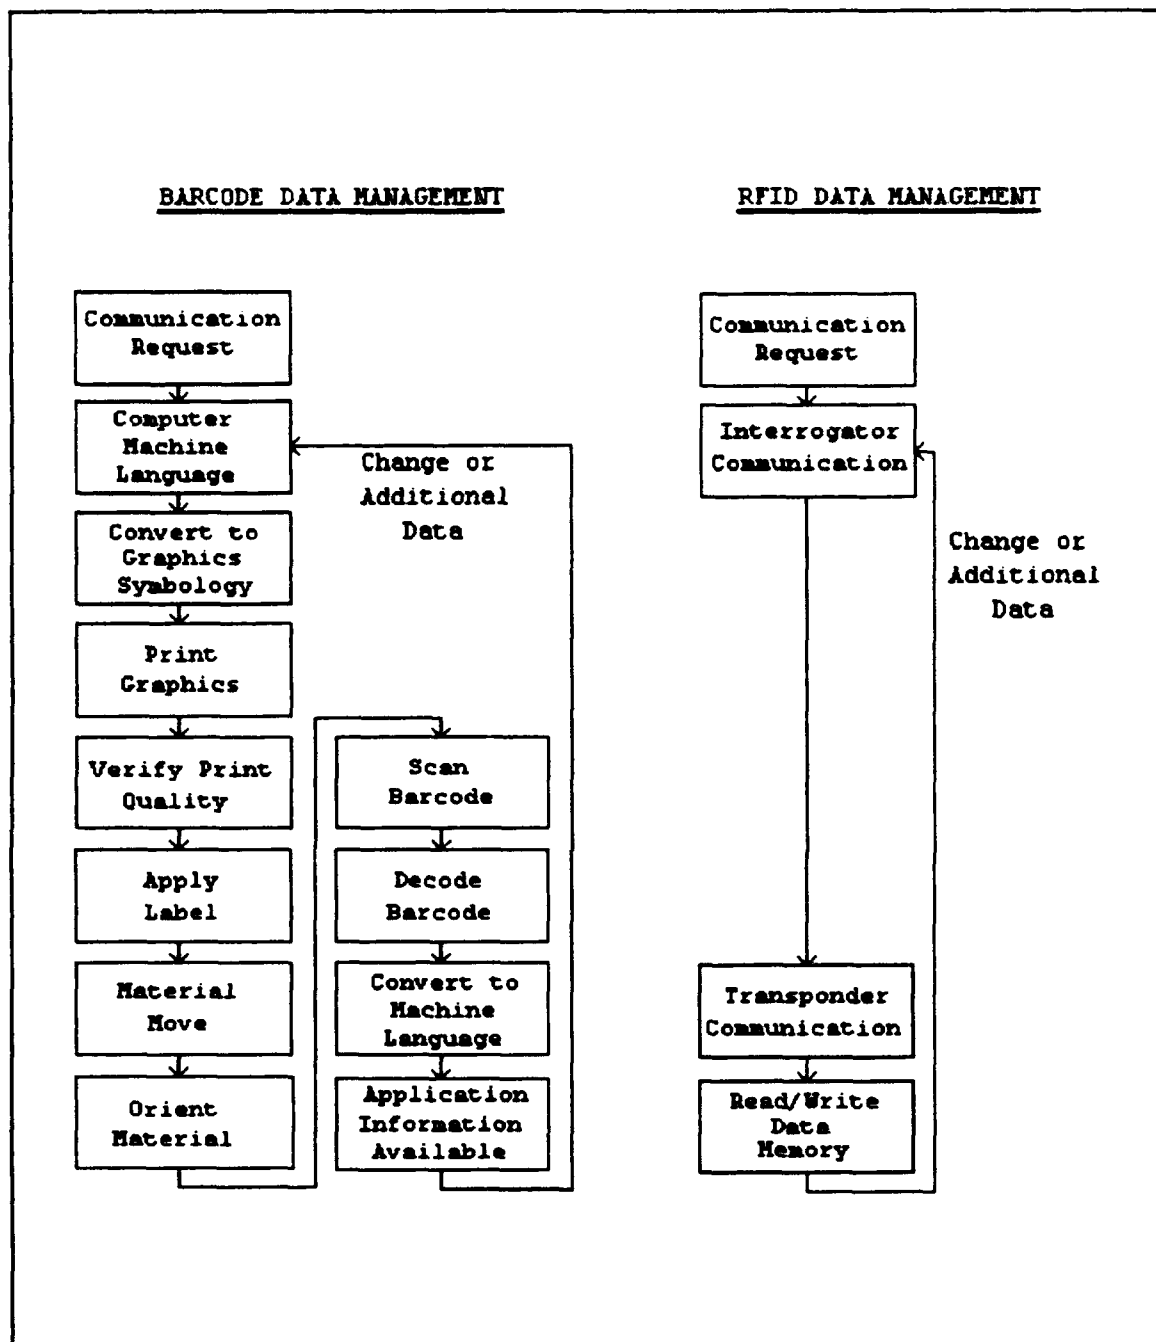 BARCODE DATA MANAGEMENT
Communication
Request
Computer
Machine
Language
Convert to
Graphics
Symbology
Print
Graphics
Verify Print
Quality
Apply
Label
Material
Move
Orient
Material
Scan
Barcode
Decode
Barcode
Convert to
Machine
Language
Application
Information
Available
Change or
Additional
Data
RFID DATA MANAGEMENT
Communication
Request
Interrogator
Communication
Transponder
Communication
Read/Write
Data
Memory
Change or
Additional
Data